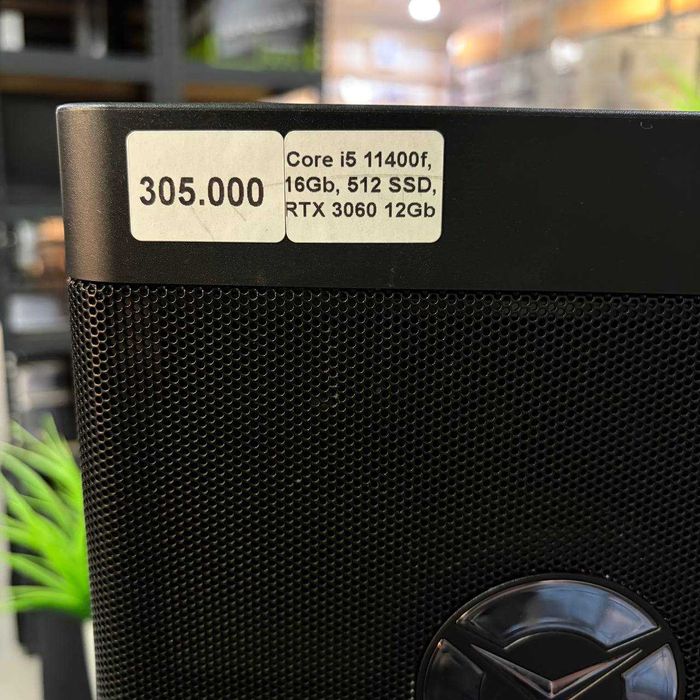 305.000
Core i5 11400f,
16Gb, 512 SSD,
RTX 3060 12Gb